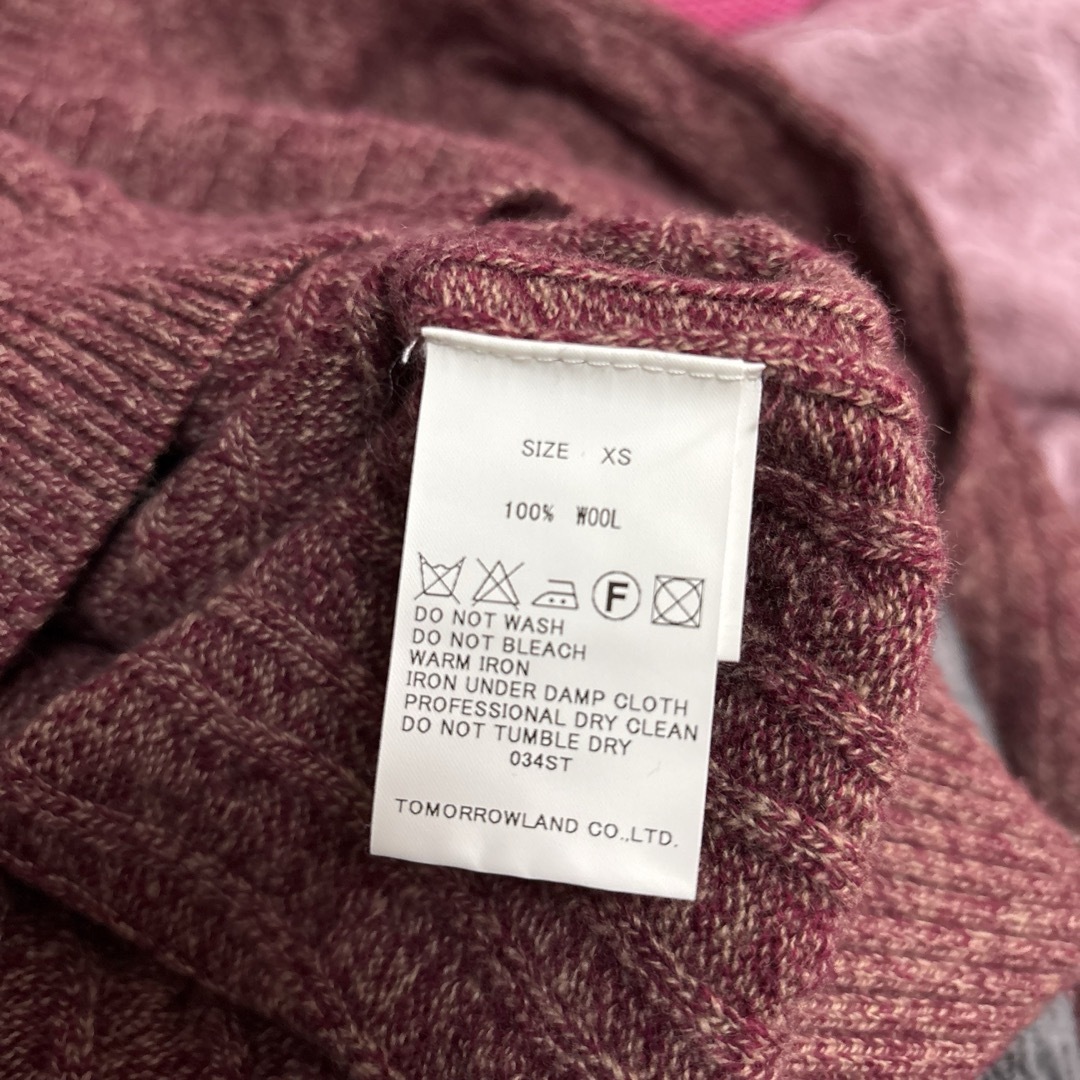 SIZE XS
100% WOOL
F
DO NOT WASH
DO NOT BLEACH
WARM IRON
IRON UNDER DAMP CLOTH
PROFESSIONAL DRY CLEAN
DO NOT TUMBLE DRY
034ST
TOMORROWLAND CO.,LTD.